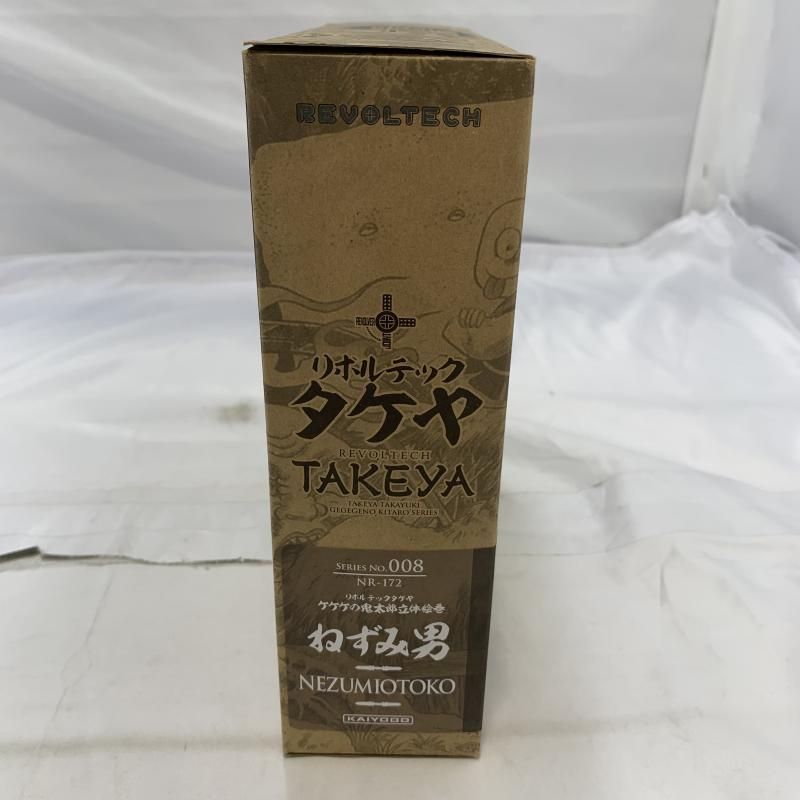 REVOLTECH
REVOLVER
JOINT
リボルテック
タケヤ
REVOLTECH
TAKEYA
TAKEYA TAKAYUKI
GEGEGENO KITARO SERIES
SERIES NO. 008
NR-172
リボルテックタケヤ
ゲゲゲの鬼太郎立体絵巻
ねずみ男
NEZUMIOTOKO
KAIYODO